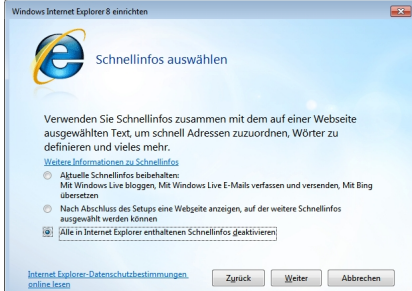 Windows Internet Explorer 8 einrichten
Schnellinfos auswählen
Verwenden Sie Schnellinfos zusammen mit dem auf einer Webseite
ausgewählten Text, um schnell Adressen zuzuordnen, Wörter zu
definieren und vieles mehr.
Weitere Informationen zu Schnellinfos
Aktuelle Schnellinfos beibehalten:
Mit Windows Live bloggen, Mit Windows Live E-Mails verfassen und versenden, Mit Bing
übersetzen
Nach Abschluss des Setups eine Webseite anzeigen, auf der weitere Schnellinfos
ausgewählt werden können
Alle in Internet Explorer enthaltenen Schnellinfos deaktivieren
Internet Explorer-Datenschutzbestimmungen
online lesen
Zurück
Weiter
Abbrechen